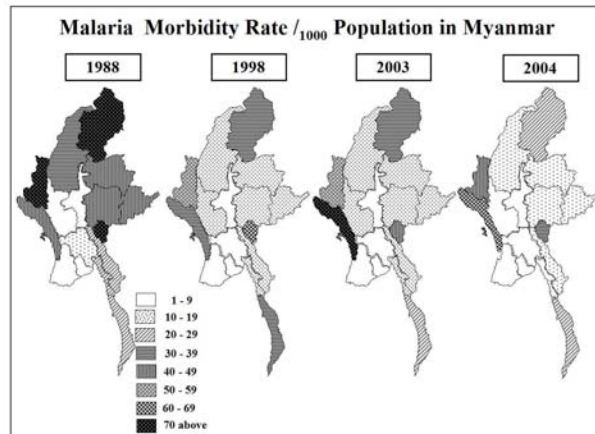 Malaria Morbidity Rate /1000 Population in Myanmar
1988
1998
2003
2004
1 - 9
10 - 19
20 - 29
30 - 39
40 - 49
50 - 59
60 - 69
70 above